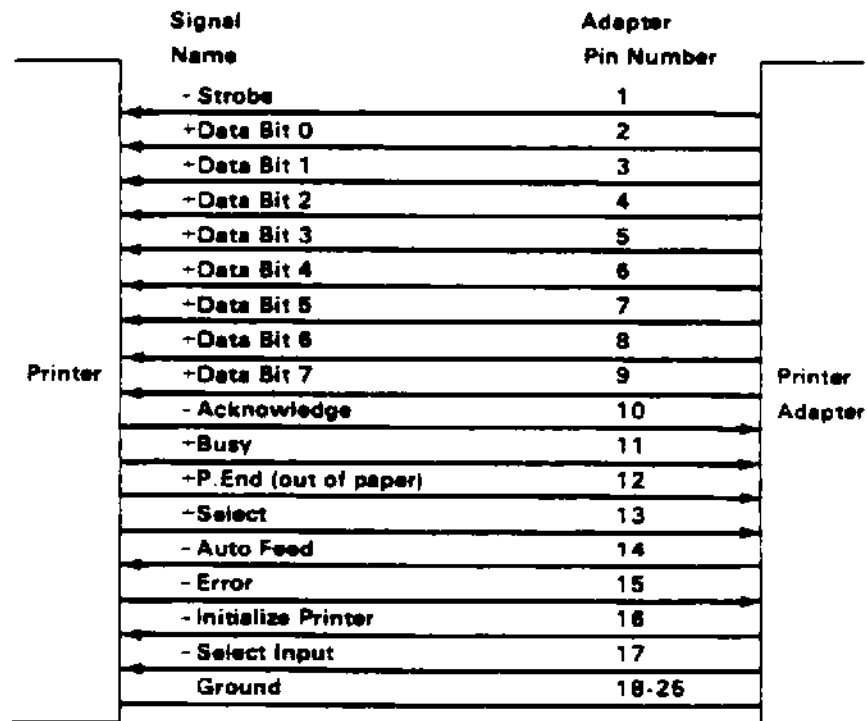 Signal Adapter
Name Pin Number
- Strobe 1
+Data Bit 0 2
+Data Bit 1 3
+Data Bit 2 4
+Data Bit 3 5
+Data Bit 4 6
+Data Bit 5 7
+Data Bit 6 8
Printer +Data Bit 7 9 Printer
- Acknowledge 10 Adapter
+Busy 11
+P.End (out of paper) 12
+Select 13
- Auto Feed 14
- Error 15
- Initialize Printer 16
- Select Input 17
Ground 18-25